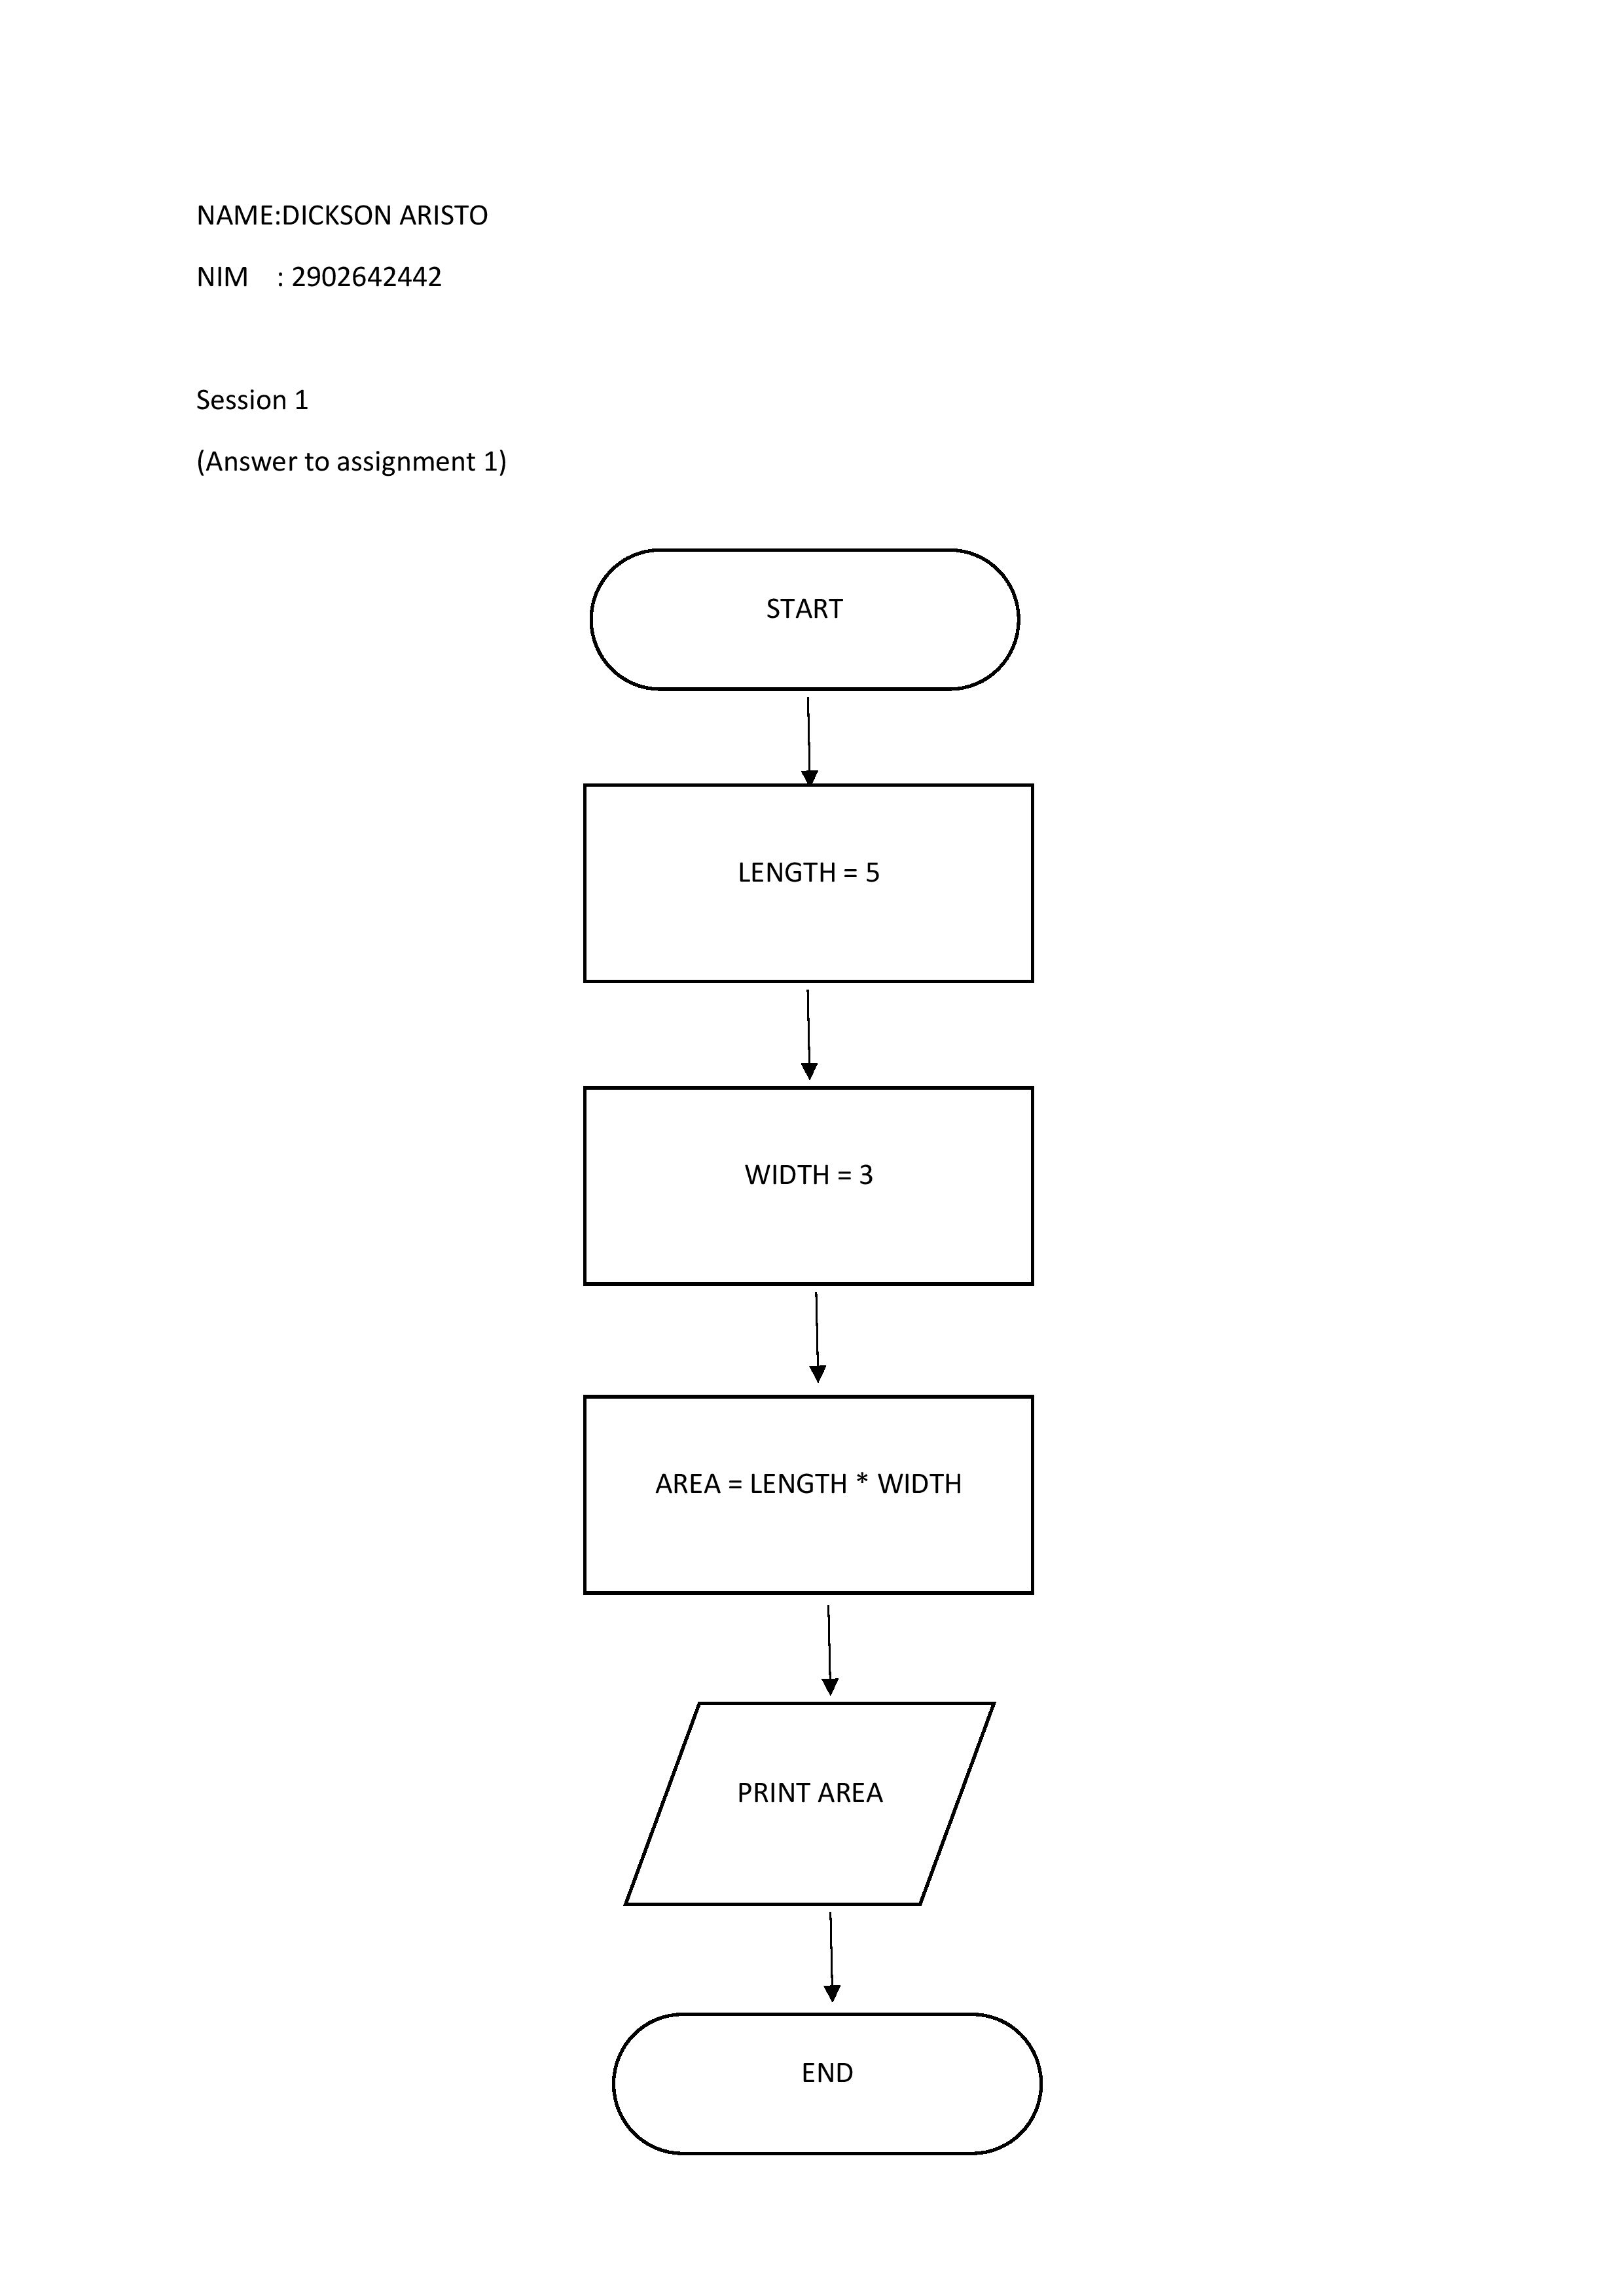 NAME:DICKSON ARISTO
NIM    : 2902642442
Session 1
(Answer to assignment 1)
START
LENGTH = 5
WIDTH = 3
AREA = LENGTH * WIDTH
PRINT AREA
END